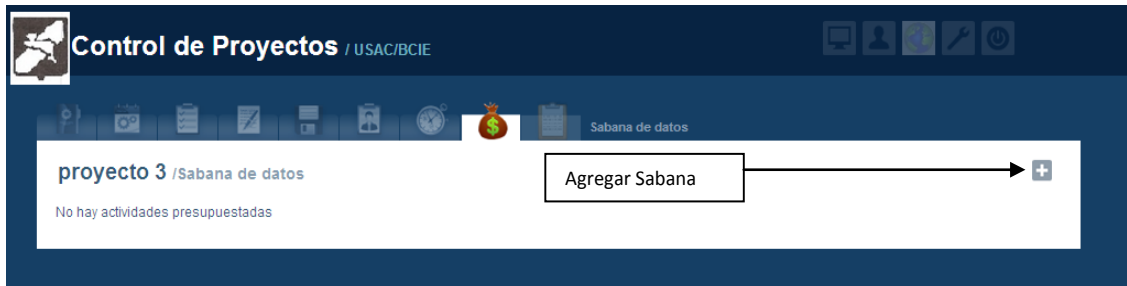 Control de Proyectos / USAC/BCIE
Sabana de datos
proyecto 3 /Sabana de datos
Agregar Sabana
No hay actividades presupuestadas